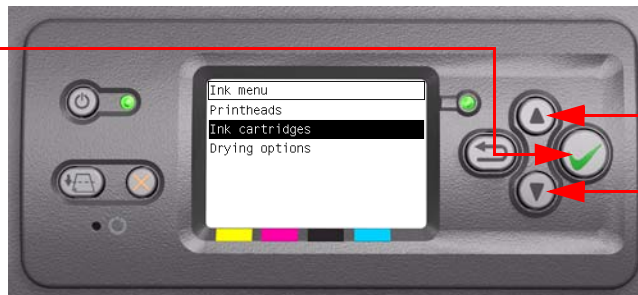 Ink menu
Printheads
Ink cartridges
Drying options